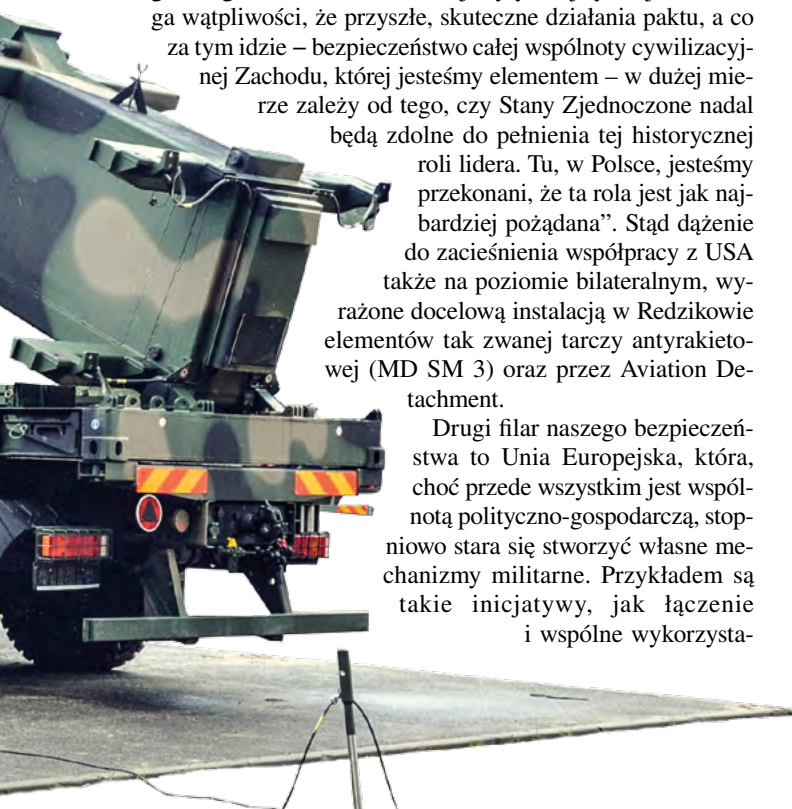 ga wątpliwości, że przyszłe, skuteczne działania paktu, a co
za tym idzie – bezpieczeństwo całej wspólnoty cywilizacyj-
nej Zachodu, której jesteśmy elementem – w dużej mie-
rze zależy od tego, czy Stany Zjednoczone nadal
będą zdolne do pełnienia tej historycznej
roli lidera. Tu, w Polsce, jesteśmy
przekonani, że ta rola jest jak naj-
bardziej pożądana”. Stąd dążenie
do zacieśnienia współpracy z USA
także na poziomie bilateralnym, wy-
rażone docelową instalacją w Redzikowie
elementów tak zwanej tarczy antyrakieto-
wej (MD SM 3) oraz przez Aviation De-
tachment.
Drugi filar naszego bezpieczeń-
stwa to Unia Europejska, która,
choć przede wszystkim jest wspól-
notą polityczno-gospodarczą, stop-
niowo stara się stworzyć własne me-
chanizmy militarne. Przykładem są
takie inicjatywy, jak łączenie
i wspólne wykorzysta-